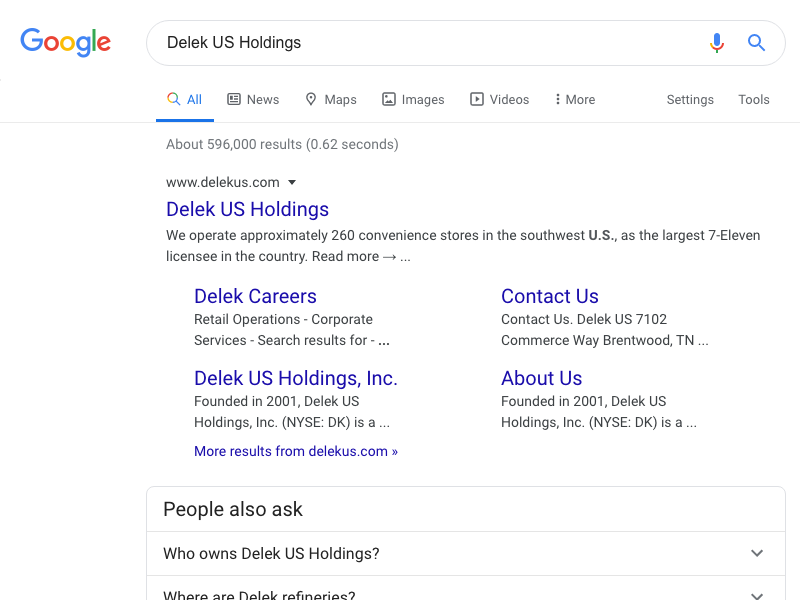 Google
Delek US Holdings
All
News
Maps
Images
Videos
More
Settings
Tools
About 596,000 results (0.62 seconds)
www.delekus.com
Delek US Holdings
We operate approximately 260 convenience stores in the southwest U.S., as the largest 7-Eleven
licensee in the country. Read more → ...
Delek Careers
Retail Operations - Corporate
Services - Search results for - ...
Contact Us
Contact Us. Delek US 7102
Commerce Way Brentwood, TN ...
Delek US Holdings, Inc.
Founded in 2001, Delek US
Holdings, Inc. (NYSE: DK) is a ...
About Us
Founded in 2001, Delek US
Holdings, Inc. (NYSE: DK) is a ...
More results from delekus.com »
People also ask
Who owns Delek US Holdings?
Where are Delek refineries?